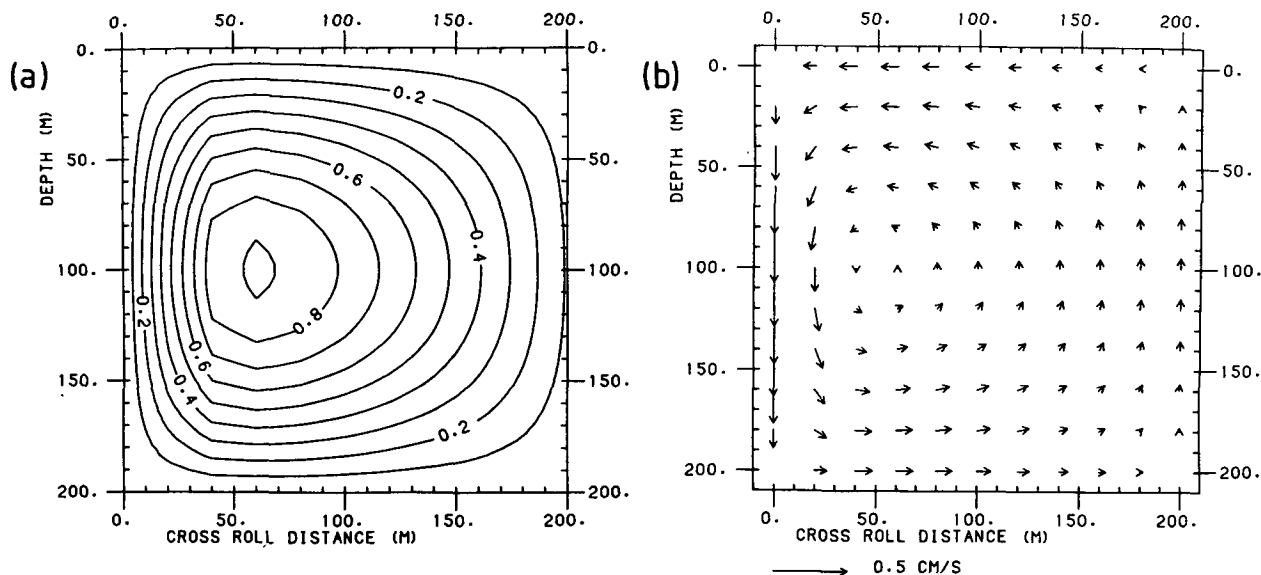 0. 50. 100. 150. 200.
0. 50. 100. 150. 200.
(a)
0. 0.
50. 50.
100. 100.
150. 150.
200. 200.
DEPTH (M)
0.2
0.6
0.4
0.8
0.2
0.6
0.4
0.2
0. 50. 100. 150. 200.
CROSS ROLL DISTANCE (M)
(b)
0. 0.
50. 50.
100. 100.
150. 150.
200. 200.
DEPTH (M)
0. 50. 100. 150. 200.
CROSS ROLL DISTANCE (M)
0.5 CM/S